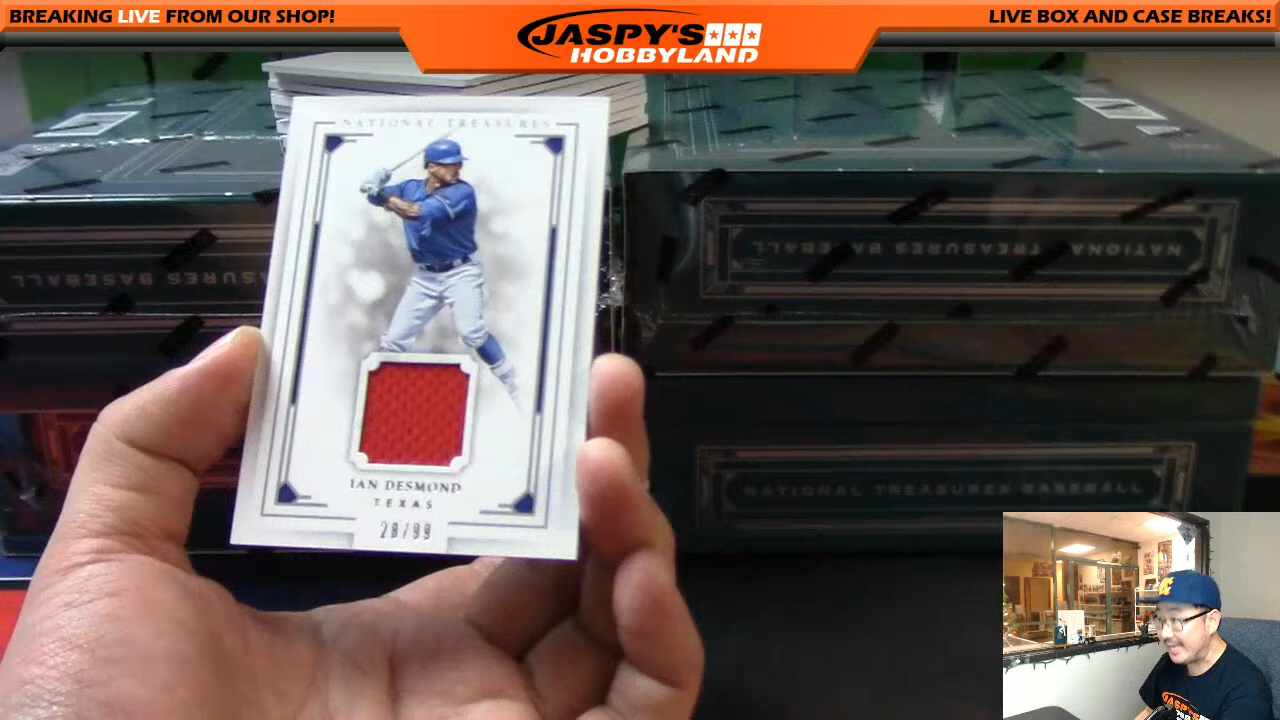 BREAKING LIVE FROM OUR SHOP!
JASPY'S
HOBBYLAND
LIVE BOX AND CASE BREAKS!
NATIONAL TREASURES
IAN DESMOND
TEXAS
28/99
NATIONAL TREASURES BASEBALL
TREASURES BASEBALL
NATIONAL TREASURES BASEBALL
JASPY'S